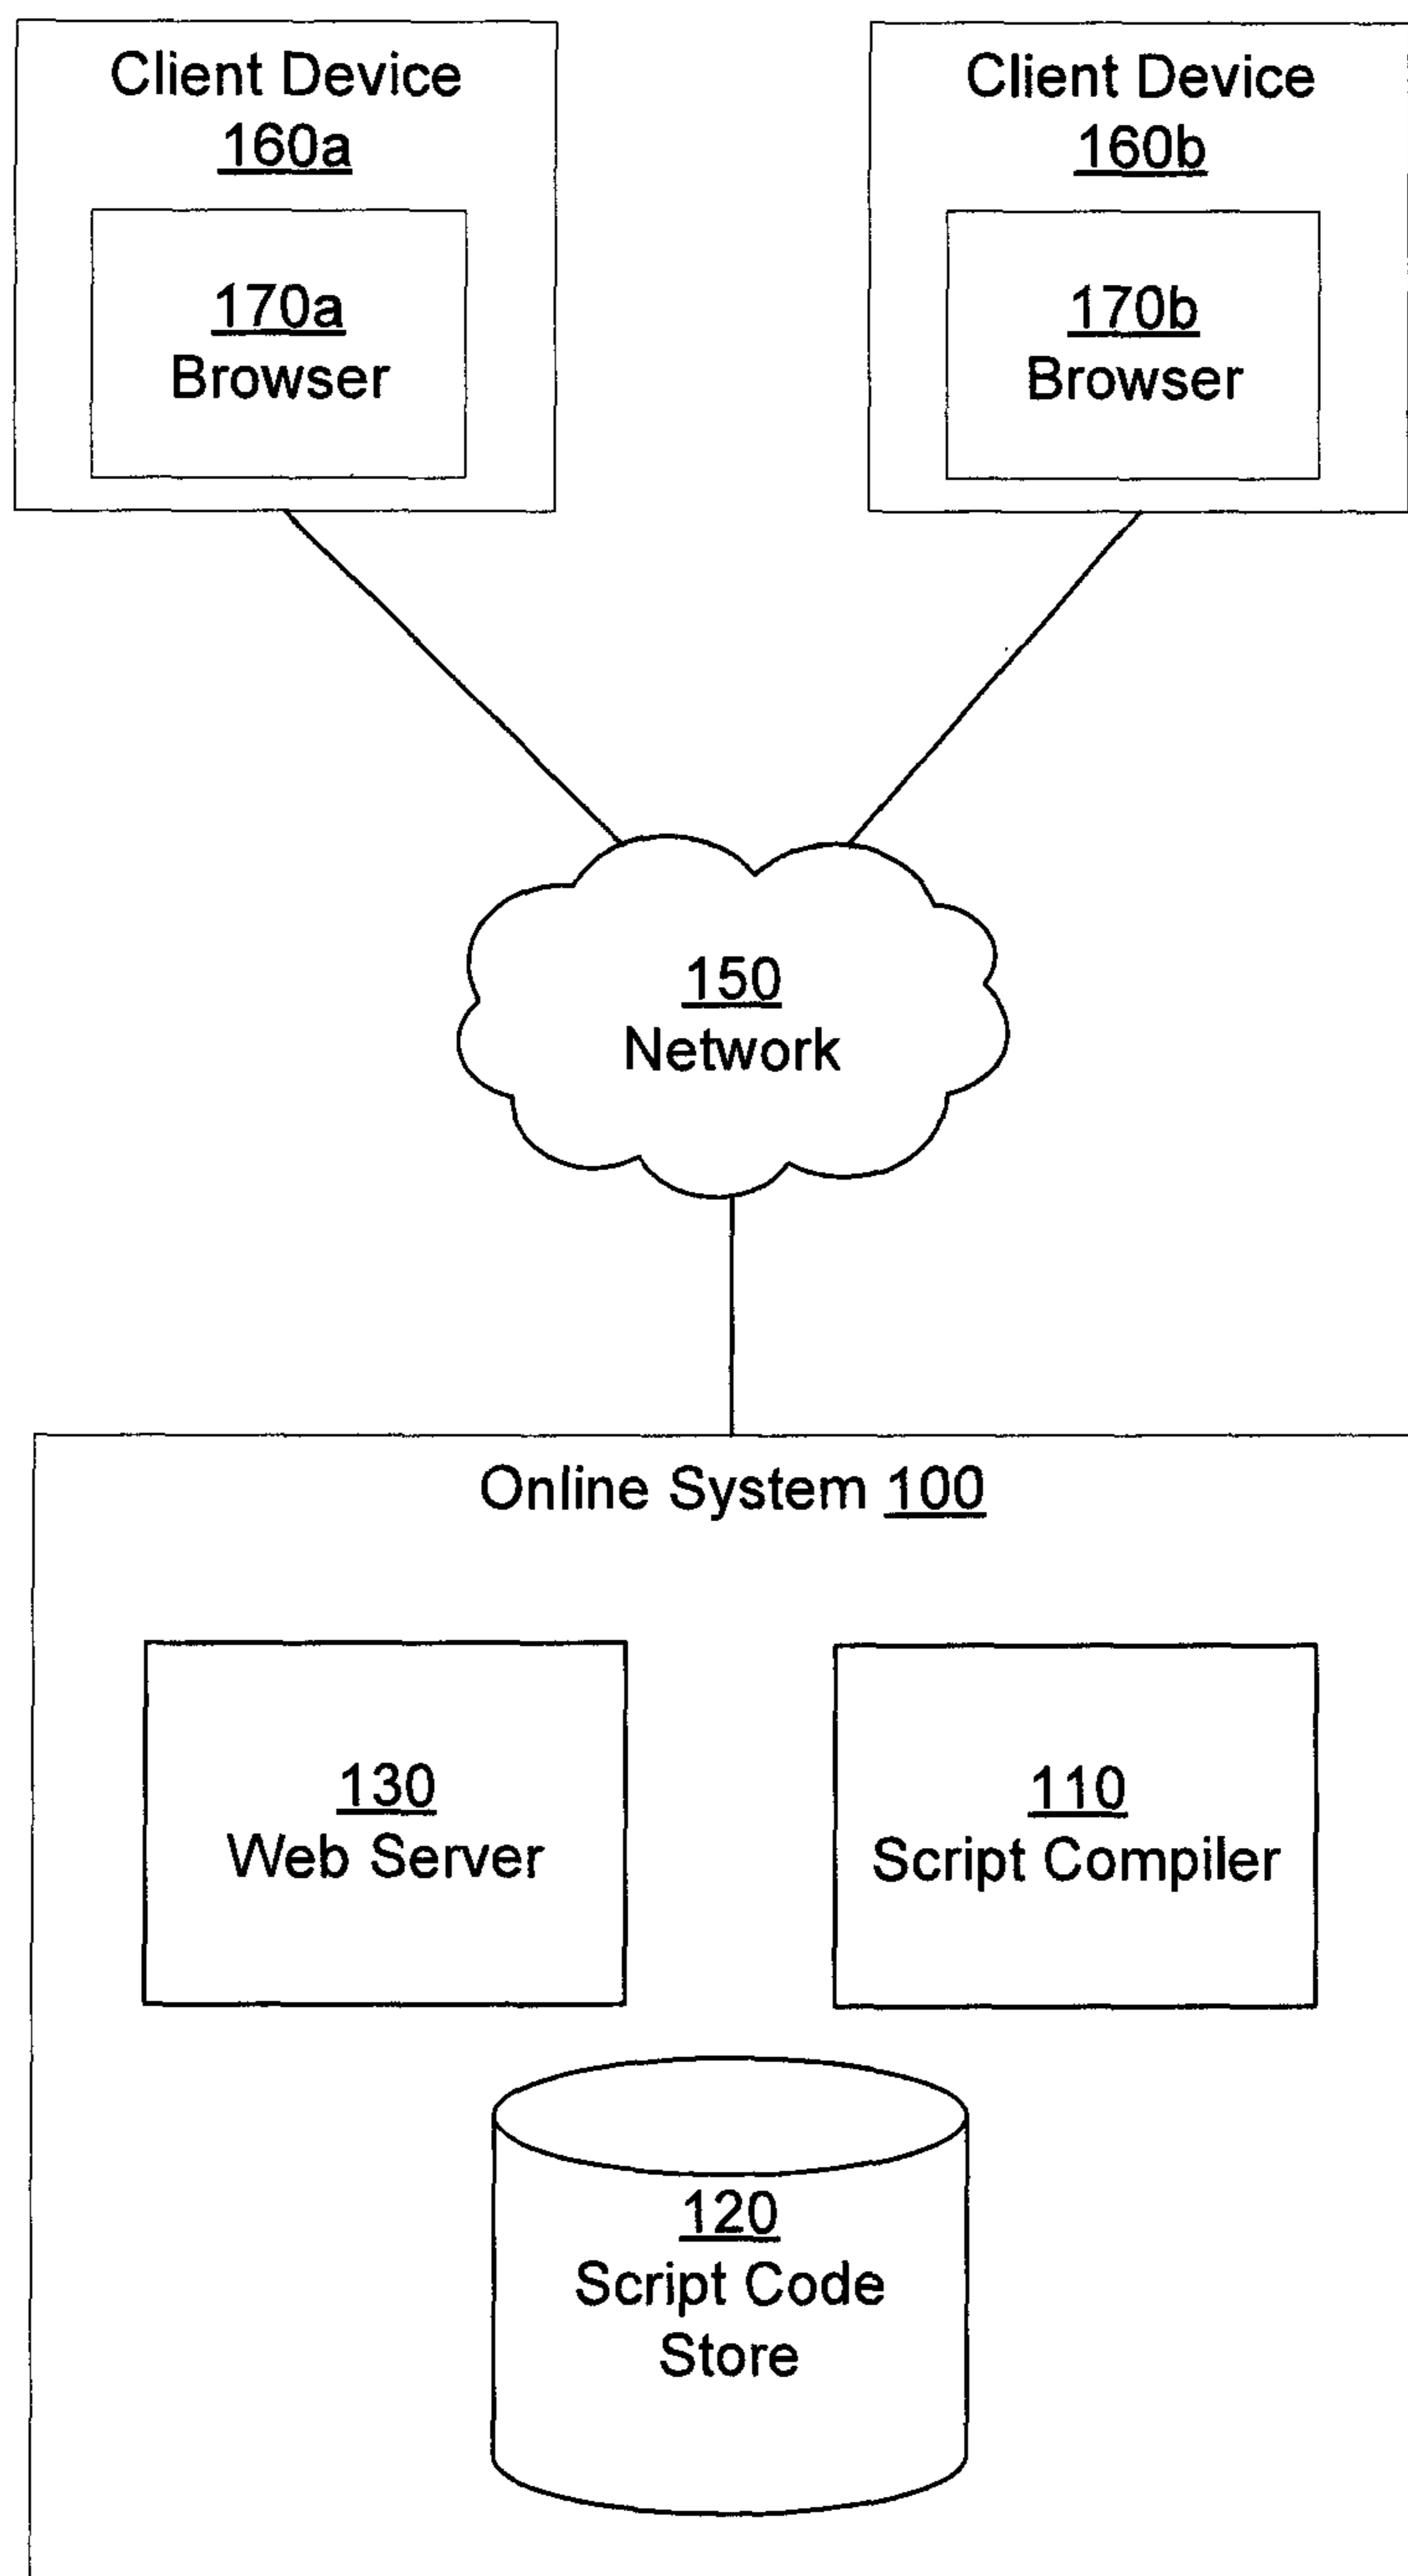 Client Device
160a
170a
Browser
Client Device
160b
170b
Browser
150
Network
Online System 100
130
Web Server
110
Script Compiler
120
Script Code
Store